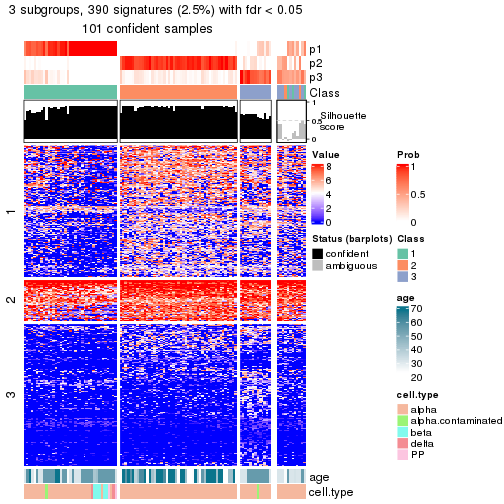 3 subgroups, 390 signatures (2.5%) with fdr < 0.05
101 confident samples
p1
p2
p3
Class
1
0.5
0
Silhouette
score
1
2
3
age
cell.type
Value
8
6
4
2
0
Prob
1
0.5
0
Status (barplots)
confident
ambiguous
Class
1
2
3
age
70
60
50
40
30
20
cell.type
alpha
alpha.contaminated
beta
delta
PP